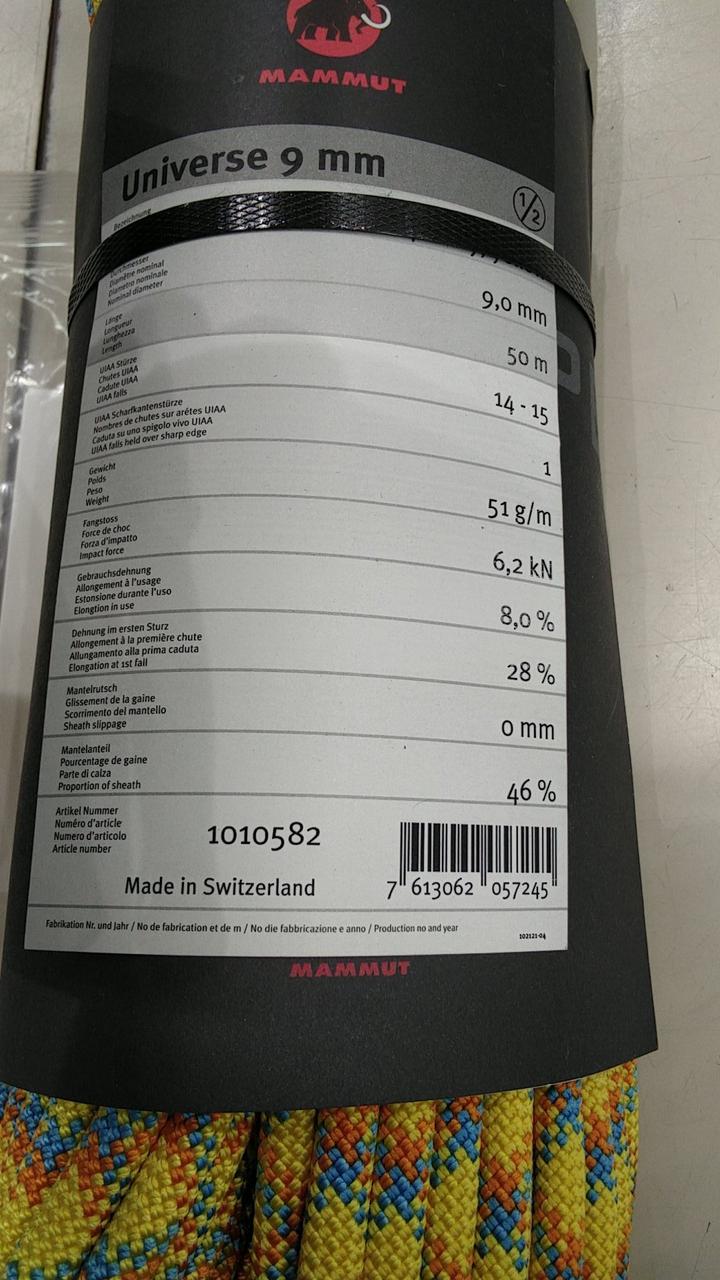 MAMMUT
Universe 9 mm
1/2
Bezeichnung
Durchmesser
Diamètre nominal
Diametro nominale
Nominal diameter
9,0 mm
Länge
Longueur
Lunghezza
Length
50 m
UIAA Stürze
Chutes UIAA
Cadute UIAA
UIAA falls
14 - 15
UIAA Scharfkantenstürze
Nombres de chutes sur arêtes UIAA
Caduta su uno spigolo vivo UIAA
UIAA falls held over sharp edge
1
Gewicht
Poids
Peso
Weight
51 g/m
Fangstoss
Force de choc
Forza d'impatto
Impact force
6,2 kN
Gebrauchsdehnung
Allongement à l'usage
Estonsione durante l'uso
Elongtion in use
8,0 %
Dehnung im ersten Sturz
Allongement à la première chute
Allungamento alla prima caduta
Elongation at 1st fall
28 %
Mantelrutsch
Glissement de la gaine
Scorrimento del mantello
Sheath slippage
0 mm
Mantelanteil
Pourcentage de gaine
Parte di calza
Proportion of sheath
46 %
Artikel Nummer
Numéro d'article
Numero d'articolo
Article number
1010582
Made in Switzerland
7 613062 057245
Fabrikation Nr. und Jahr / No de fabrication et de m / No die fabbricazione e anno / Production no and year
102121-04
MAMMUT